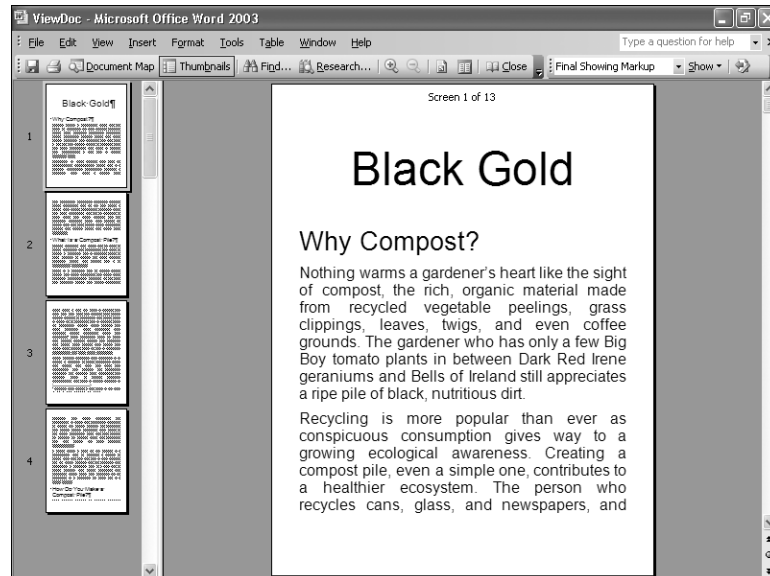 ViewDoc - Microsoft Office Word 2003
File Edit View Insert Format Tools Table Window Help Type a question for help
Document Map Thumbnails Find... Research... Close Final Showing Markup Show
Screen 1 of 13
Black Gold
Why Compost?
Nothing warms a gardener's heart like the sight
of compost, the rich, organic material made
from recycled vegetable peelings, grass
clippings, leaves, twigs, and even coffee
grounds. The gardener who has only a few Big
Boy tomato plants in between Dark Red Irene
geraniums and Bells of Ireland still appreciates
a ripe pile of black, nutritious dirt.
Recycling is more popular than ever as
conspicuous consumption gives way to a
growing ecological awareness. Creating a
compost pile, even a simple one, contributes to
a healthier ecosystem. The person who
recycles cans, glass, and newspapers, and
Black·Gold¶
Why·Compost?¶
1
2
What·is·a·Compost·Pile?¶
3
4
How·Do·You·Make·a·
Compost·Pile?¶